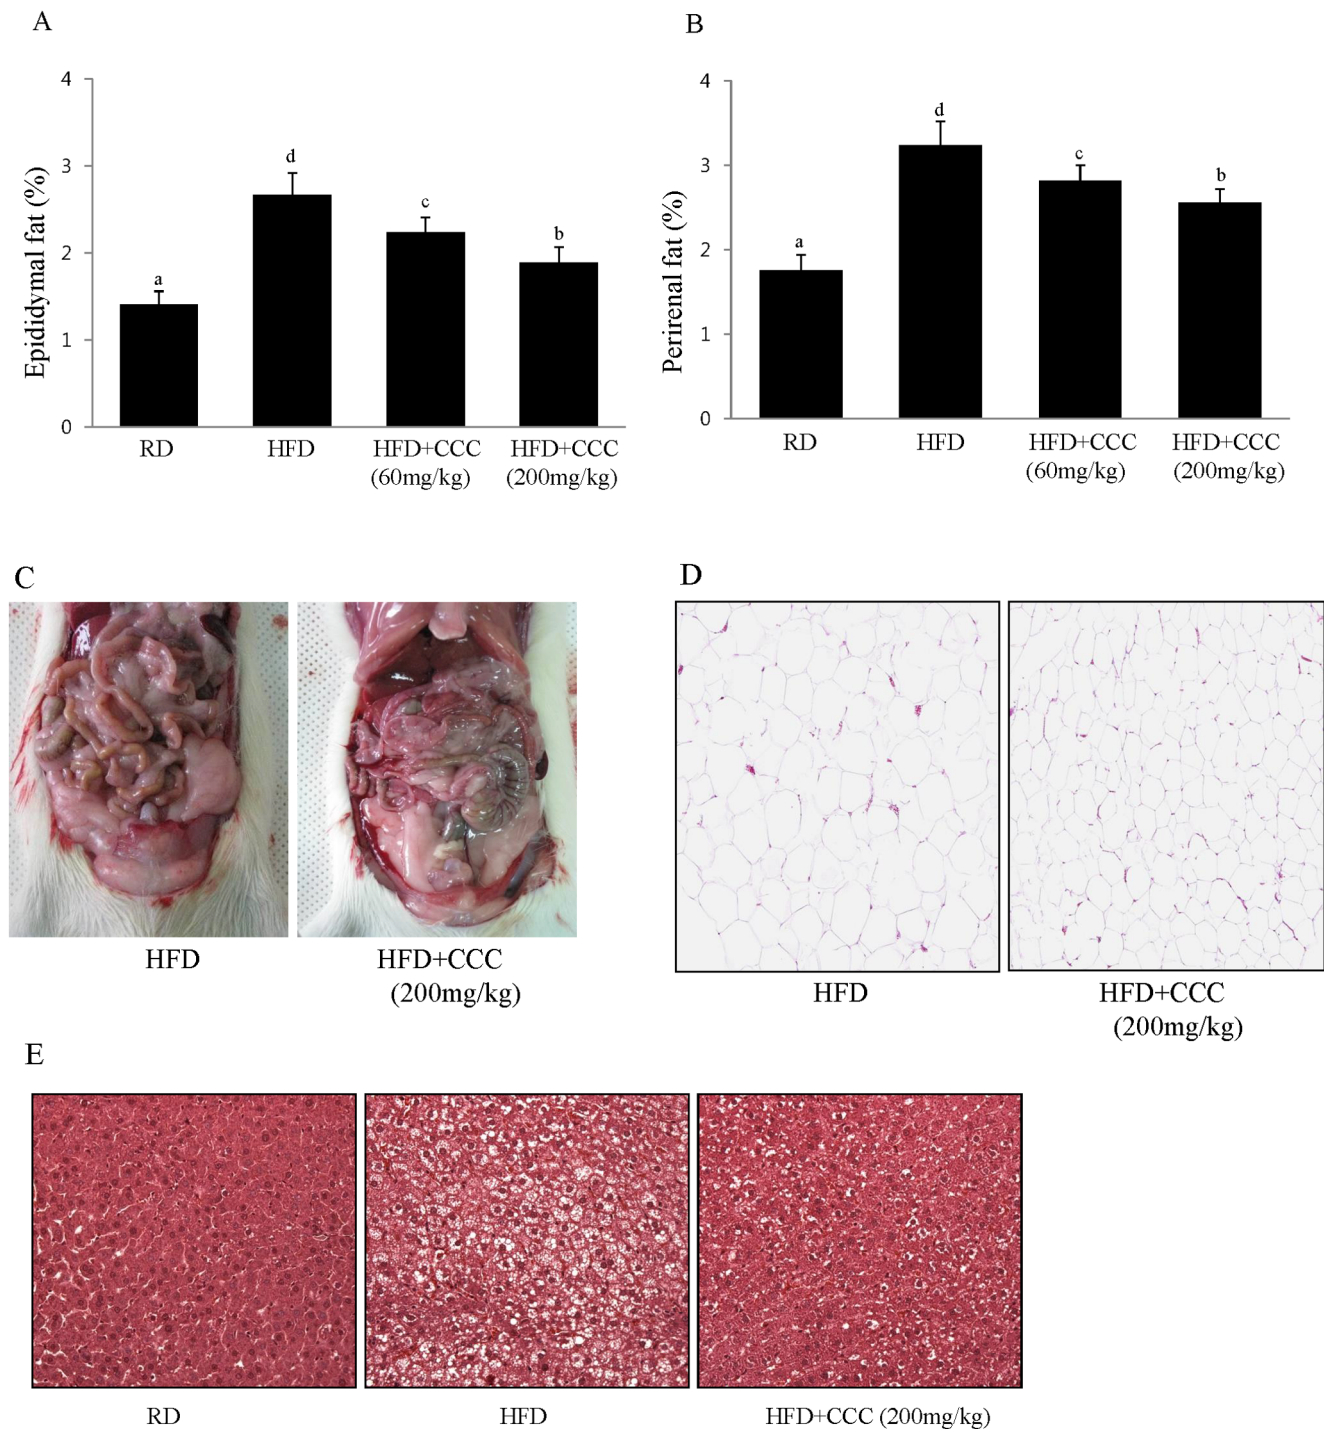 A
Epididymal fat (%)
4
3
2
1
0
a
d
c
b
RD
HFD
HFD+CCC
(60mg/kg)
HFD+CCC
(200mg/kg)
B
Perirenal fat (%)
4
3
2
1
0
a
d
c
b
RD
HFD
HFD+CCC
(60mg/kg)
HFD+CCC
(200mg/kg)
C
HFD
HFD+CCC
(200mg/kg)
D
HFD
HFD+CCC
(200mg/kg)
E
RD
HFD
HFD+CCC (200mg/kg)